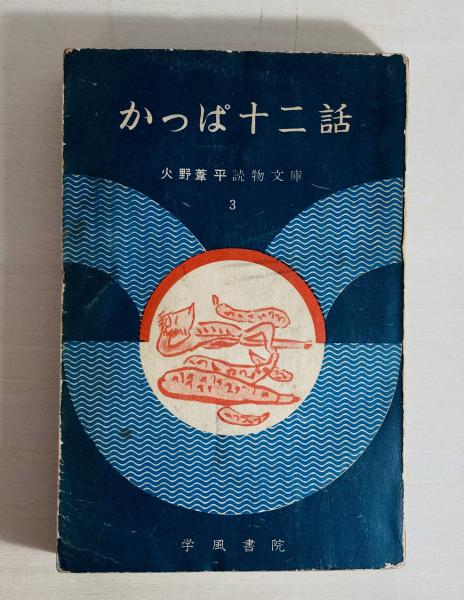 かっぱ十二話
火野葦平読物文庫
3
学風書院